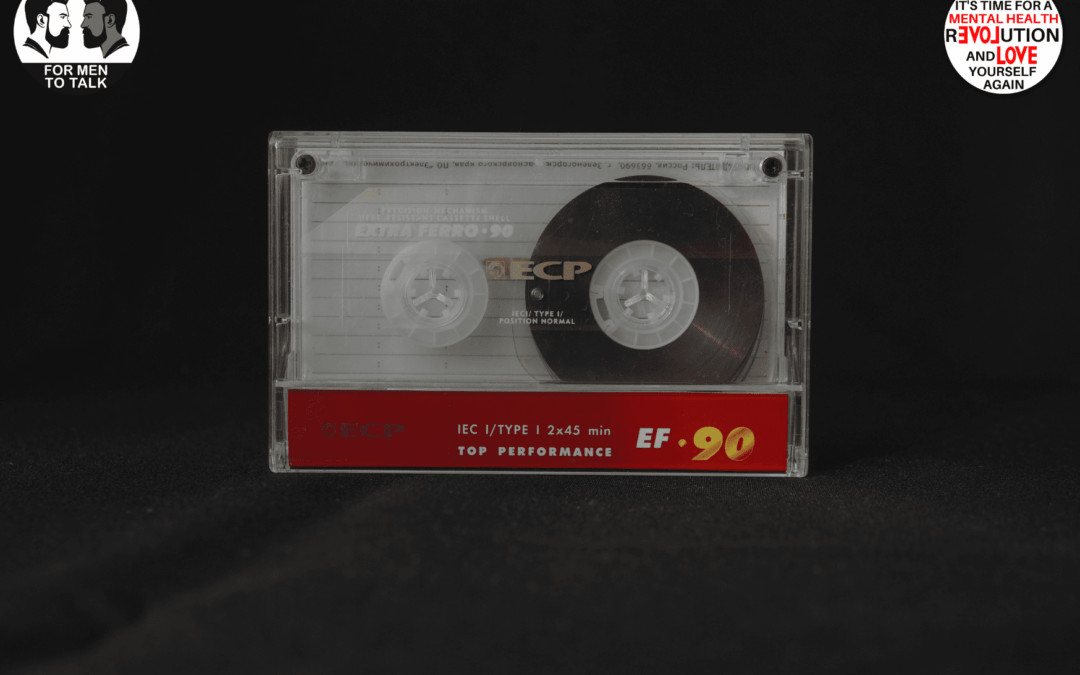 FOR MEN
TO TALK
IT'S TIME FOR A
MENTAL HEALTH
REVOLUTION
AND LOVE
YOURSELF
AGAIN
EXTRA FERRO·90
ECP
IECI/ TYPE I/
POSITION NORMAL
ECP
IEC I/TYPE I 2x45 min
TOP PERFORMANCE
EF·90